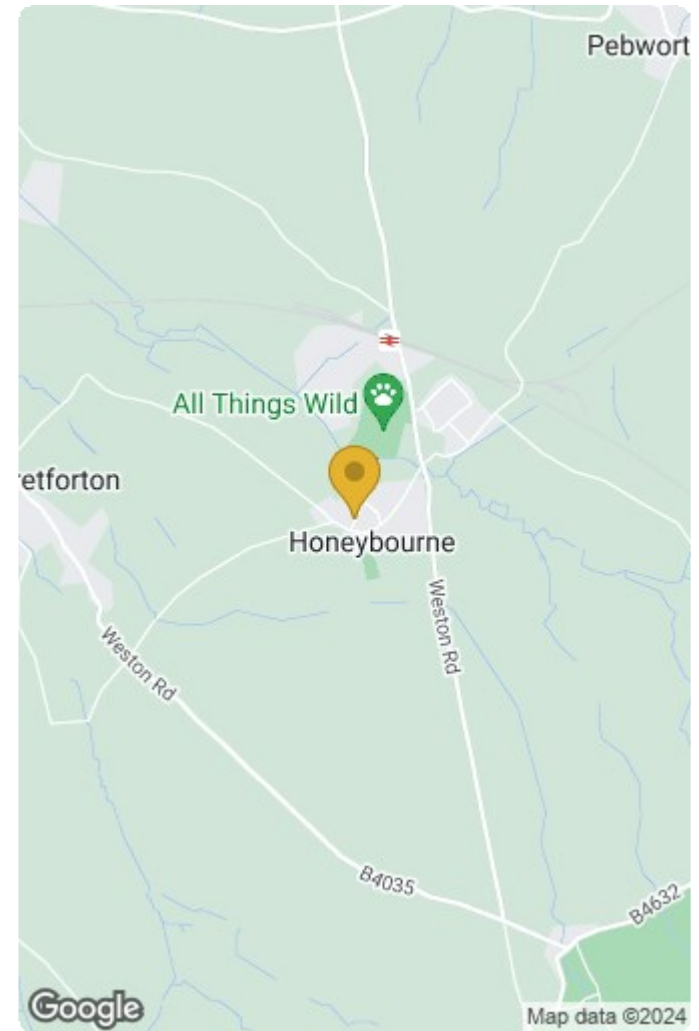 Pebwort
All Things Wild
retforton
Honeybourne
Weston Rd
Weston Rd
B4035
B4632
Google
Map data ©2024